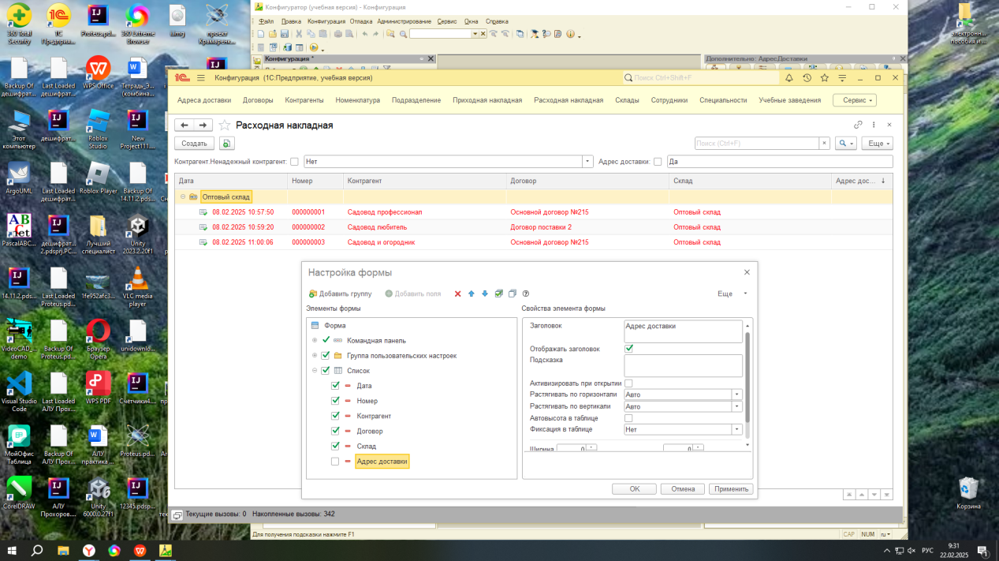 360 Total Security
1С Предприя...
Proteus.pd...
360 Extreme Browser
проект Крамаренк...
Backup Of дешифрат...
Last Loaded дешифрат...
WPS Office
Тетрадь_Э... (комбина...
Этот компьютер
дешифрат...
Roblox Studio
New Project111....
ArgoUML
Last Loaded дешифрат...
Roblox Player
Backup Of 14.11.2.pds...
PascalABC...
дешифрат... 2.pdsprj.PC...
Лучший специалист
Unity 2023.2.20f1
14.11.2.pds...
Last Loaded Proteus.pd...
1fe952afc3...
VLC media player
VideoCAD_... demo
Backup Of Proteus.pd...
Браузер Opera
unidownlo...
Visual Studio Code
Last Loaded АЛУ Прох...
WPS PDF
Счетчики4....
МойОфис Таблица
Backup Of АЛУ Прох...
АЛУ практика ...
Proteus.pd...
CorelDRAW
АЛУ Прохоров....
Unity 6000.0.27f1
12345.pdsp...
Электронн... пособия и ...
Корзина
Конфигуратор (учебная версия) - Конфигурация
Файл Правка Конфигурация Отладка Администрирование Сервис Окна Справка
Конфигурация *
Дополнительно: АдресДоставки
Конфигурация (1С:Предприятие, учебная версия)
Поиск Ctrl+Shift+F
Адреса доставки Договоры Контрагенты Номенклатура Подразделение Приходная накладная Расходная накладная Склады Сотрудники Специальности Учебные заведения Сервис
Расходная накладная
Создать Поиск (Ctrl+F) Еще
Контрагент.Ненадежный контрагент: Нет Адрес доставки: Да
Дата Номер Контрагент Договор Склад Адрес дос...
Оптовый склад
08.02.2025 10:57:50 000000001 Садовод профессионал Основной договор №215 Оптовый склад
08.02.2025 10:59:20 000000002 Садовод любитель Договор поставки 2 Оптовый склад
08.02.2025 11:00:06 000000003 Садовод и огородник Основной договор №215 Оптовый склад
Настройка формы
Добавить группу Добавить поля Еще
Элементы формы
Форма
Командная панель
Группа пользовательских настроек
Список
Дата
Номер
Контрагент
Договор
Склад
Адрес доставки
Свойства элемента формы
Заголовок Адрес доставки
Отображать заголовок
Подсказка
Активизировать при открытии
Растягивать по горизонтали Авто
Растягивать по вертикали Авто
Автовысота в таблице
Фиксация в таблице Нет
Ширина 0 0
OK Отмена Применить
Текущие вызовы: 0 Накопленные вызовы: 342
Для получения подсказки нажмите F1
CAP NUM ru
РУС
9:31
22.02.2025
1